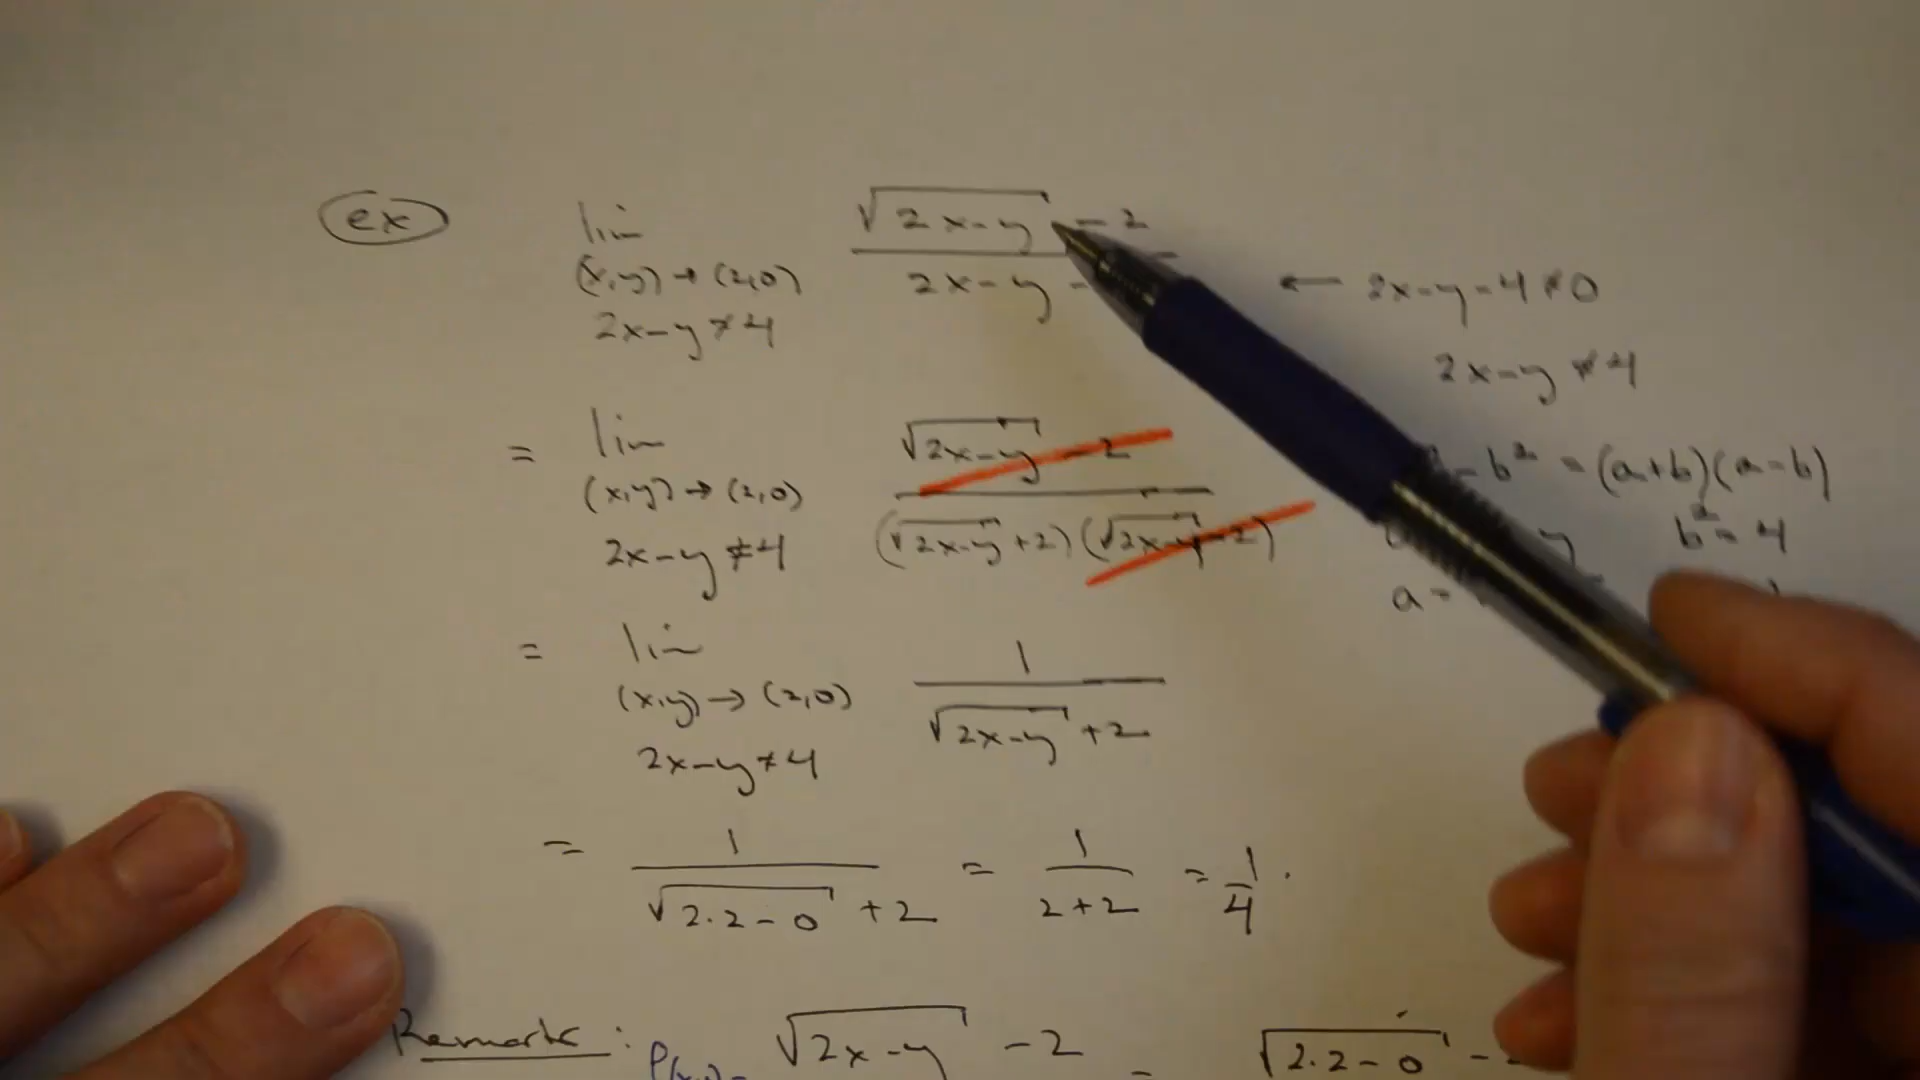 ex lim √(2x-y) - 2
(x,y) → (2,0) 2x-y - ← 2x-y-4≠0
2x-y≠4 2x-y≠4
= lim √(2x-y) - 2
(x,y) → (2,0) (√(2x-y) +2)(√(2x-y) -2)
2x-y≠4
- b² = (a+b)(a-b)
y b² = 4
a =
= lim 1
(x,y) → (2,0) √(2x-y) +2
2x-y≠4
= 1/(√(2·2-0) +2) = 1/(2+2) = 1/4.
Remark: √(2x-y) -2 = √(2·2-0) -